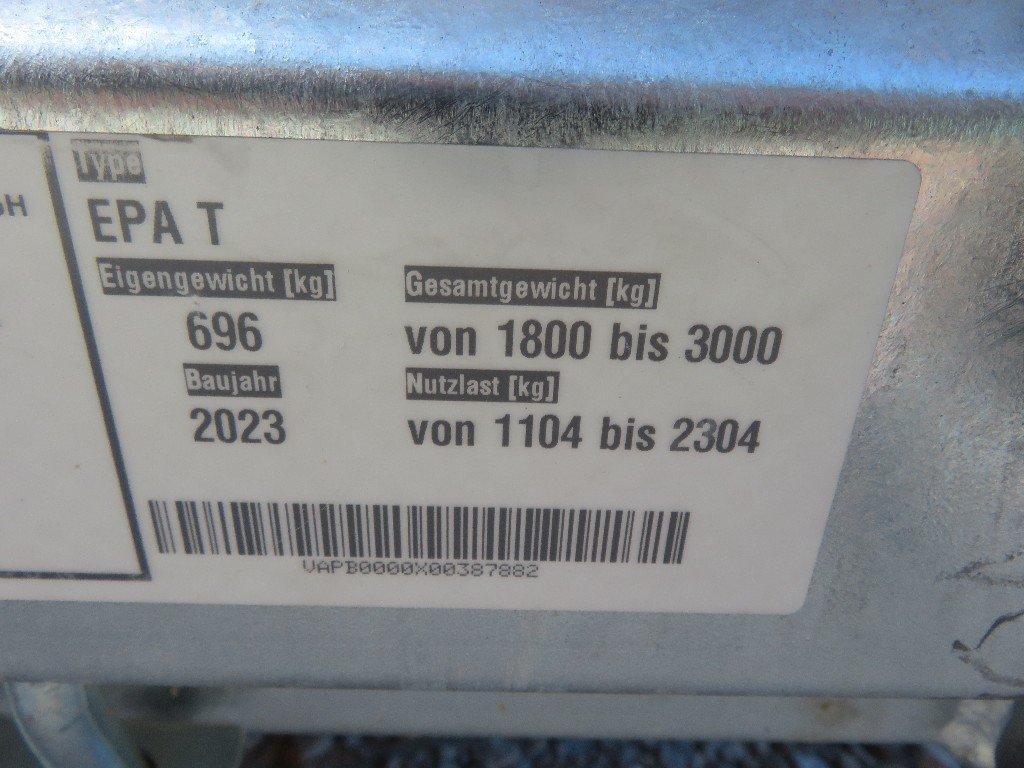 Type
EPA T
Eigengewicht [kg] Gesamtgewicht [kg]
696 von 1800 bis 3000
Baujahr Nutzlast [kg]
2023 von 1104 bis 2304
VAPB0000X00387882